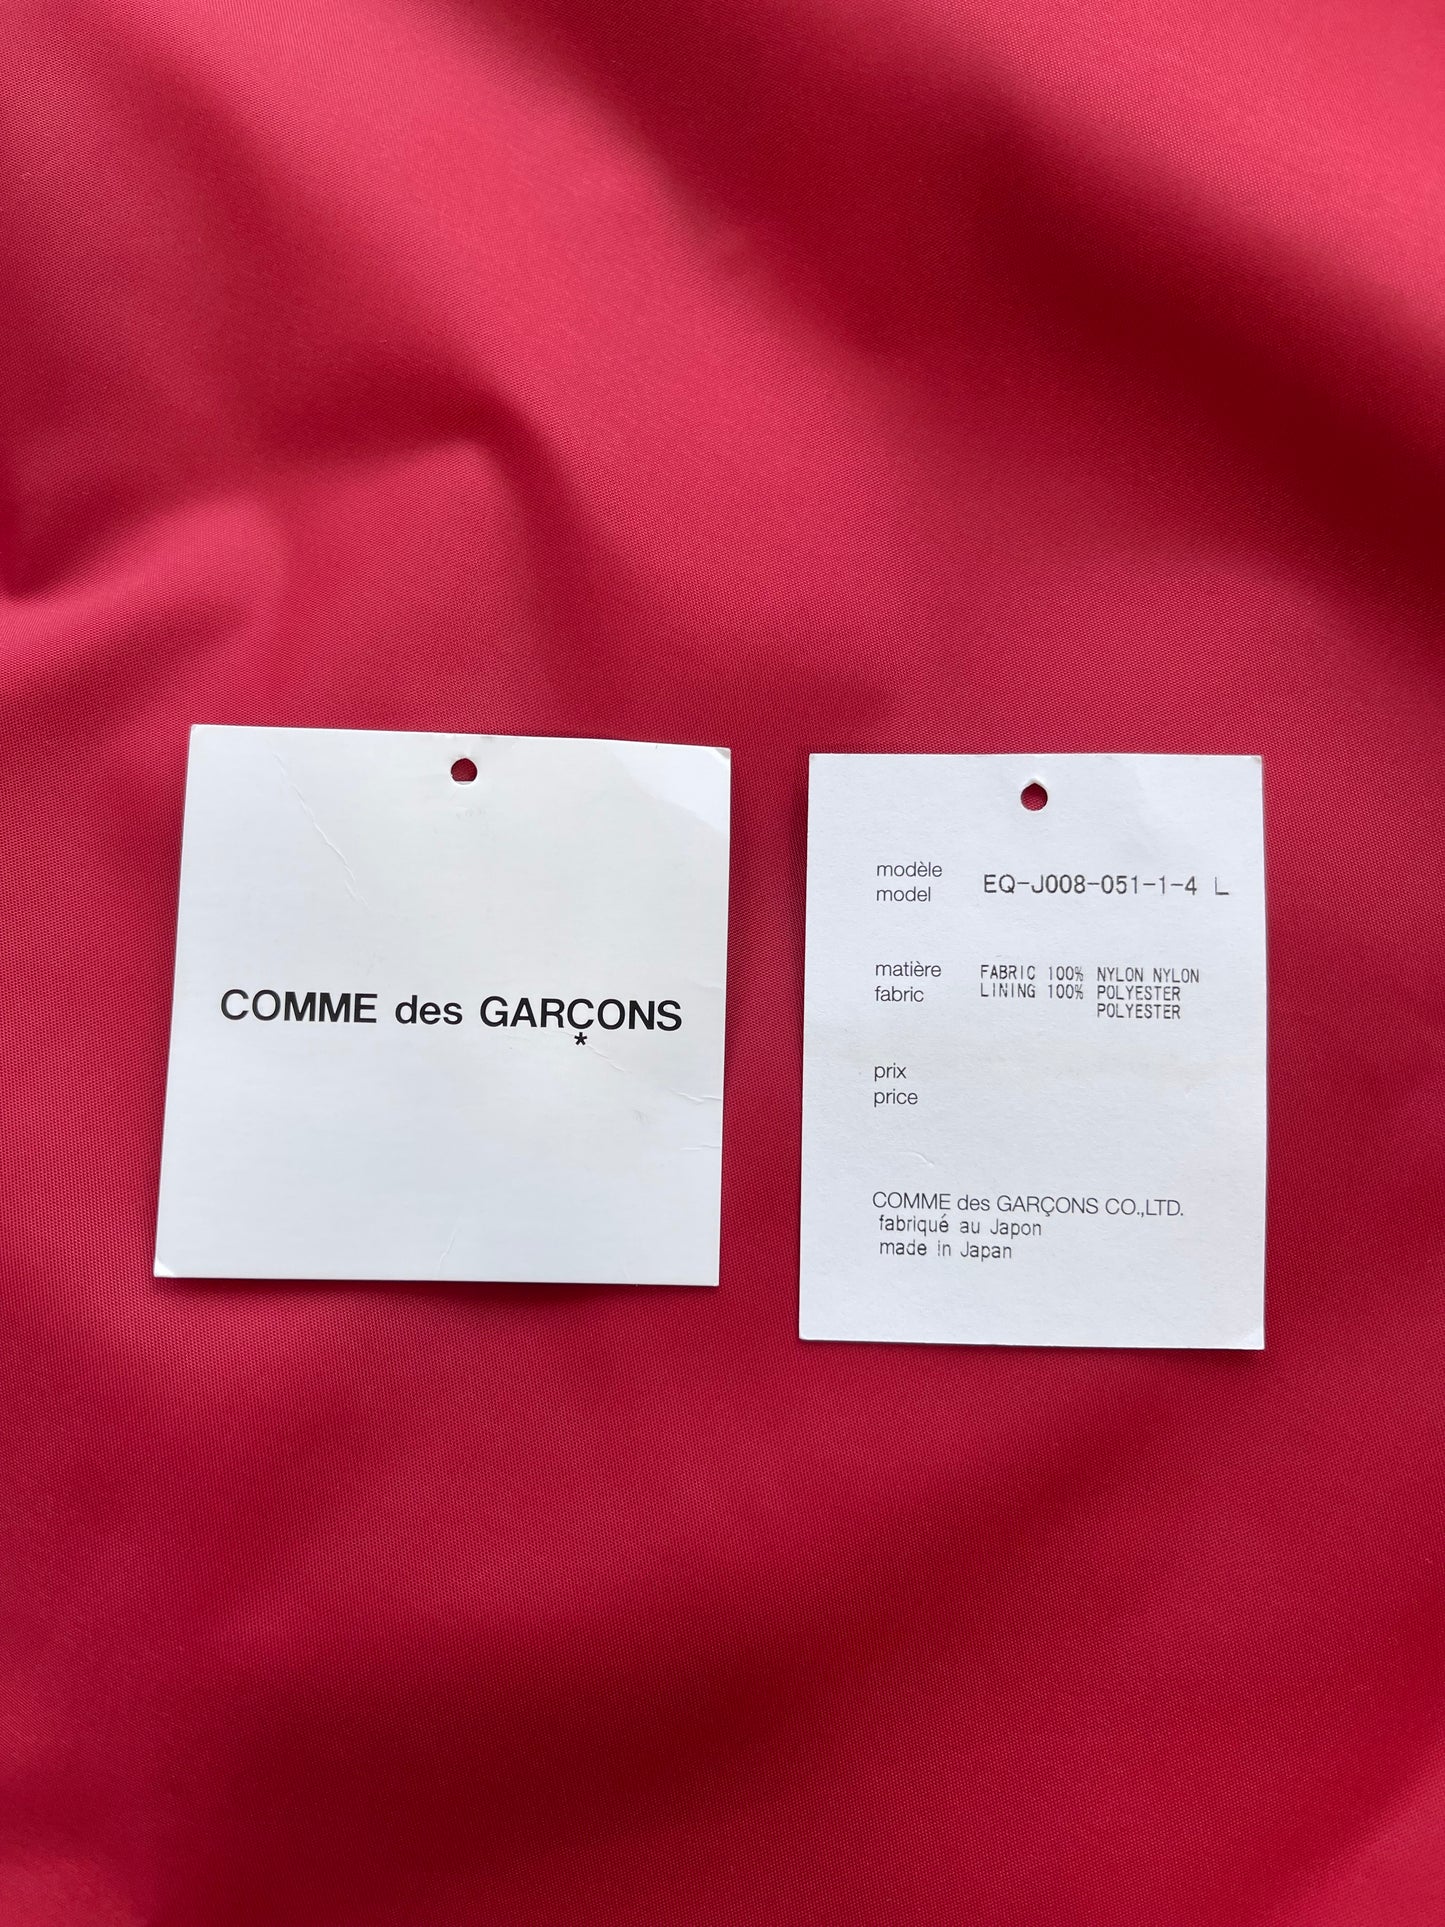 COMME des GARÇONS
*
modèle
model
EQ-J008-051-1-4 L
matière
fabric
FABRIC 100% NYLON NYLON
LINING 100% POLYESTER
POLYESTER
prix
price
COMME des GARÇONS CO.,LTD.
fabriqué au Japon
made in Japan